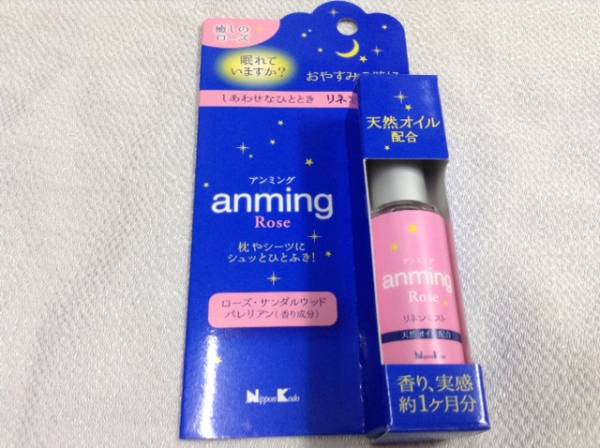 癒しの
ローズ
眠れて
いますか?
おやすみ
しあわせなひととき リネン
アンミング
anming
Rose
枕やシーツに
シュッとひとふき!
ローズ・サンダルウッド
バレリアン(香り成分)
Nippon Kodo
天然オイル
配合
アンミング
anming
Rose
リネンミスト
天然オイル配合
Nippon Kodo
香り、実感
約1ヶ月分